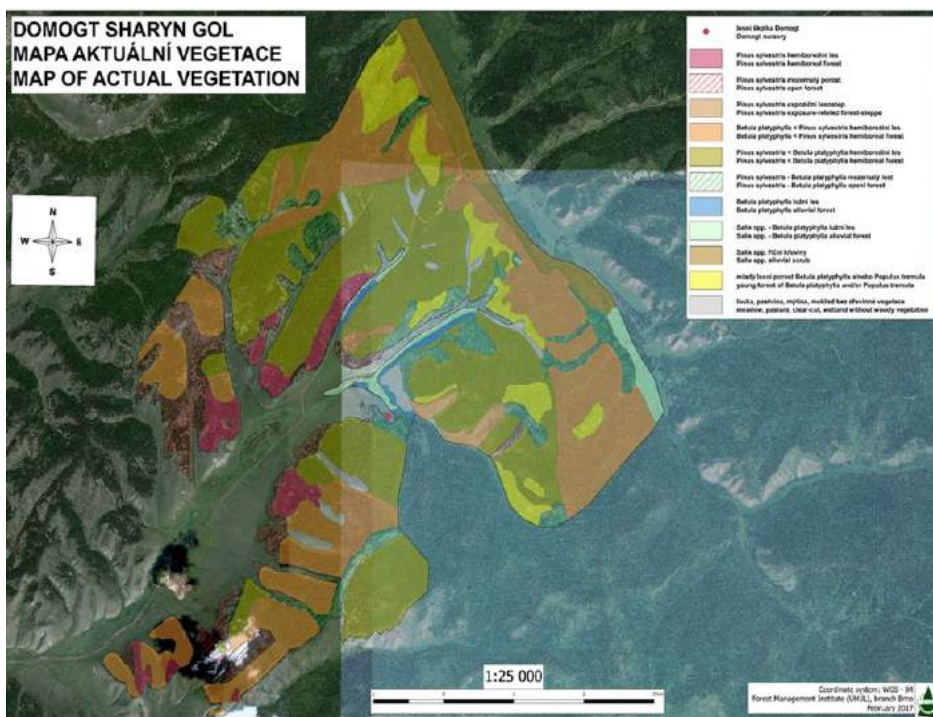 DOMOGT SHARYN GOL
MAPA AKTUÁLNÍ VEGETACE
MAP OF ACTUAL VEGETATION
N
W
E
S
lesní školka Domogt
Domogt nursery
Pinus sylvestris hemiboreální les
Pinus sylvestris hemiboreal forest
Pinus sylvestris mezernatý porost
Pinus sylvestris open forest
Pinus sylvestris expoziční lesostep
Pinus sylvestris exposure-related forest-steppe
Betula platyphylla < Pinus sylvestris hemiboreální les
Betula platyphylla < Pinus sylvestris hemiboreal forest
Pinus sylvestris < Betula platyphylla hemiboreální les
Pinus sylvestris < Betula platyphylla hemiboreal forest
Pinus sylvestris - Betula platyphylla mezernatý
Pinus sylvestris - Betula platyphylla open forest
Betula platyphylla lužní les
Betula platyphylla alluvial forest
Salix spp. - Betula platyphylla lužní les
Salix spp. - Betula platyphylla alluvial forest
Salix spp. říční křoviny
Salix spp. alluvial scrub
mladý lesní porost Betula platyphylla a/nebo Populus tremula
young forest of Betula platyphylla and/or Populus tremula
louka, pastvina, mýtina, mokřad bez dřevinné vegetace
meadow, pasture, clear-cut, wetland without woody vegetation
1:25 000
Coordinate system: WGS - 84
Forest Management Institute (UHUL), branch Brno
February 2017